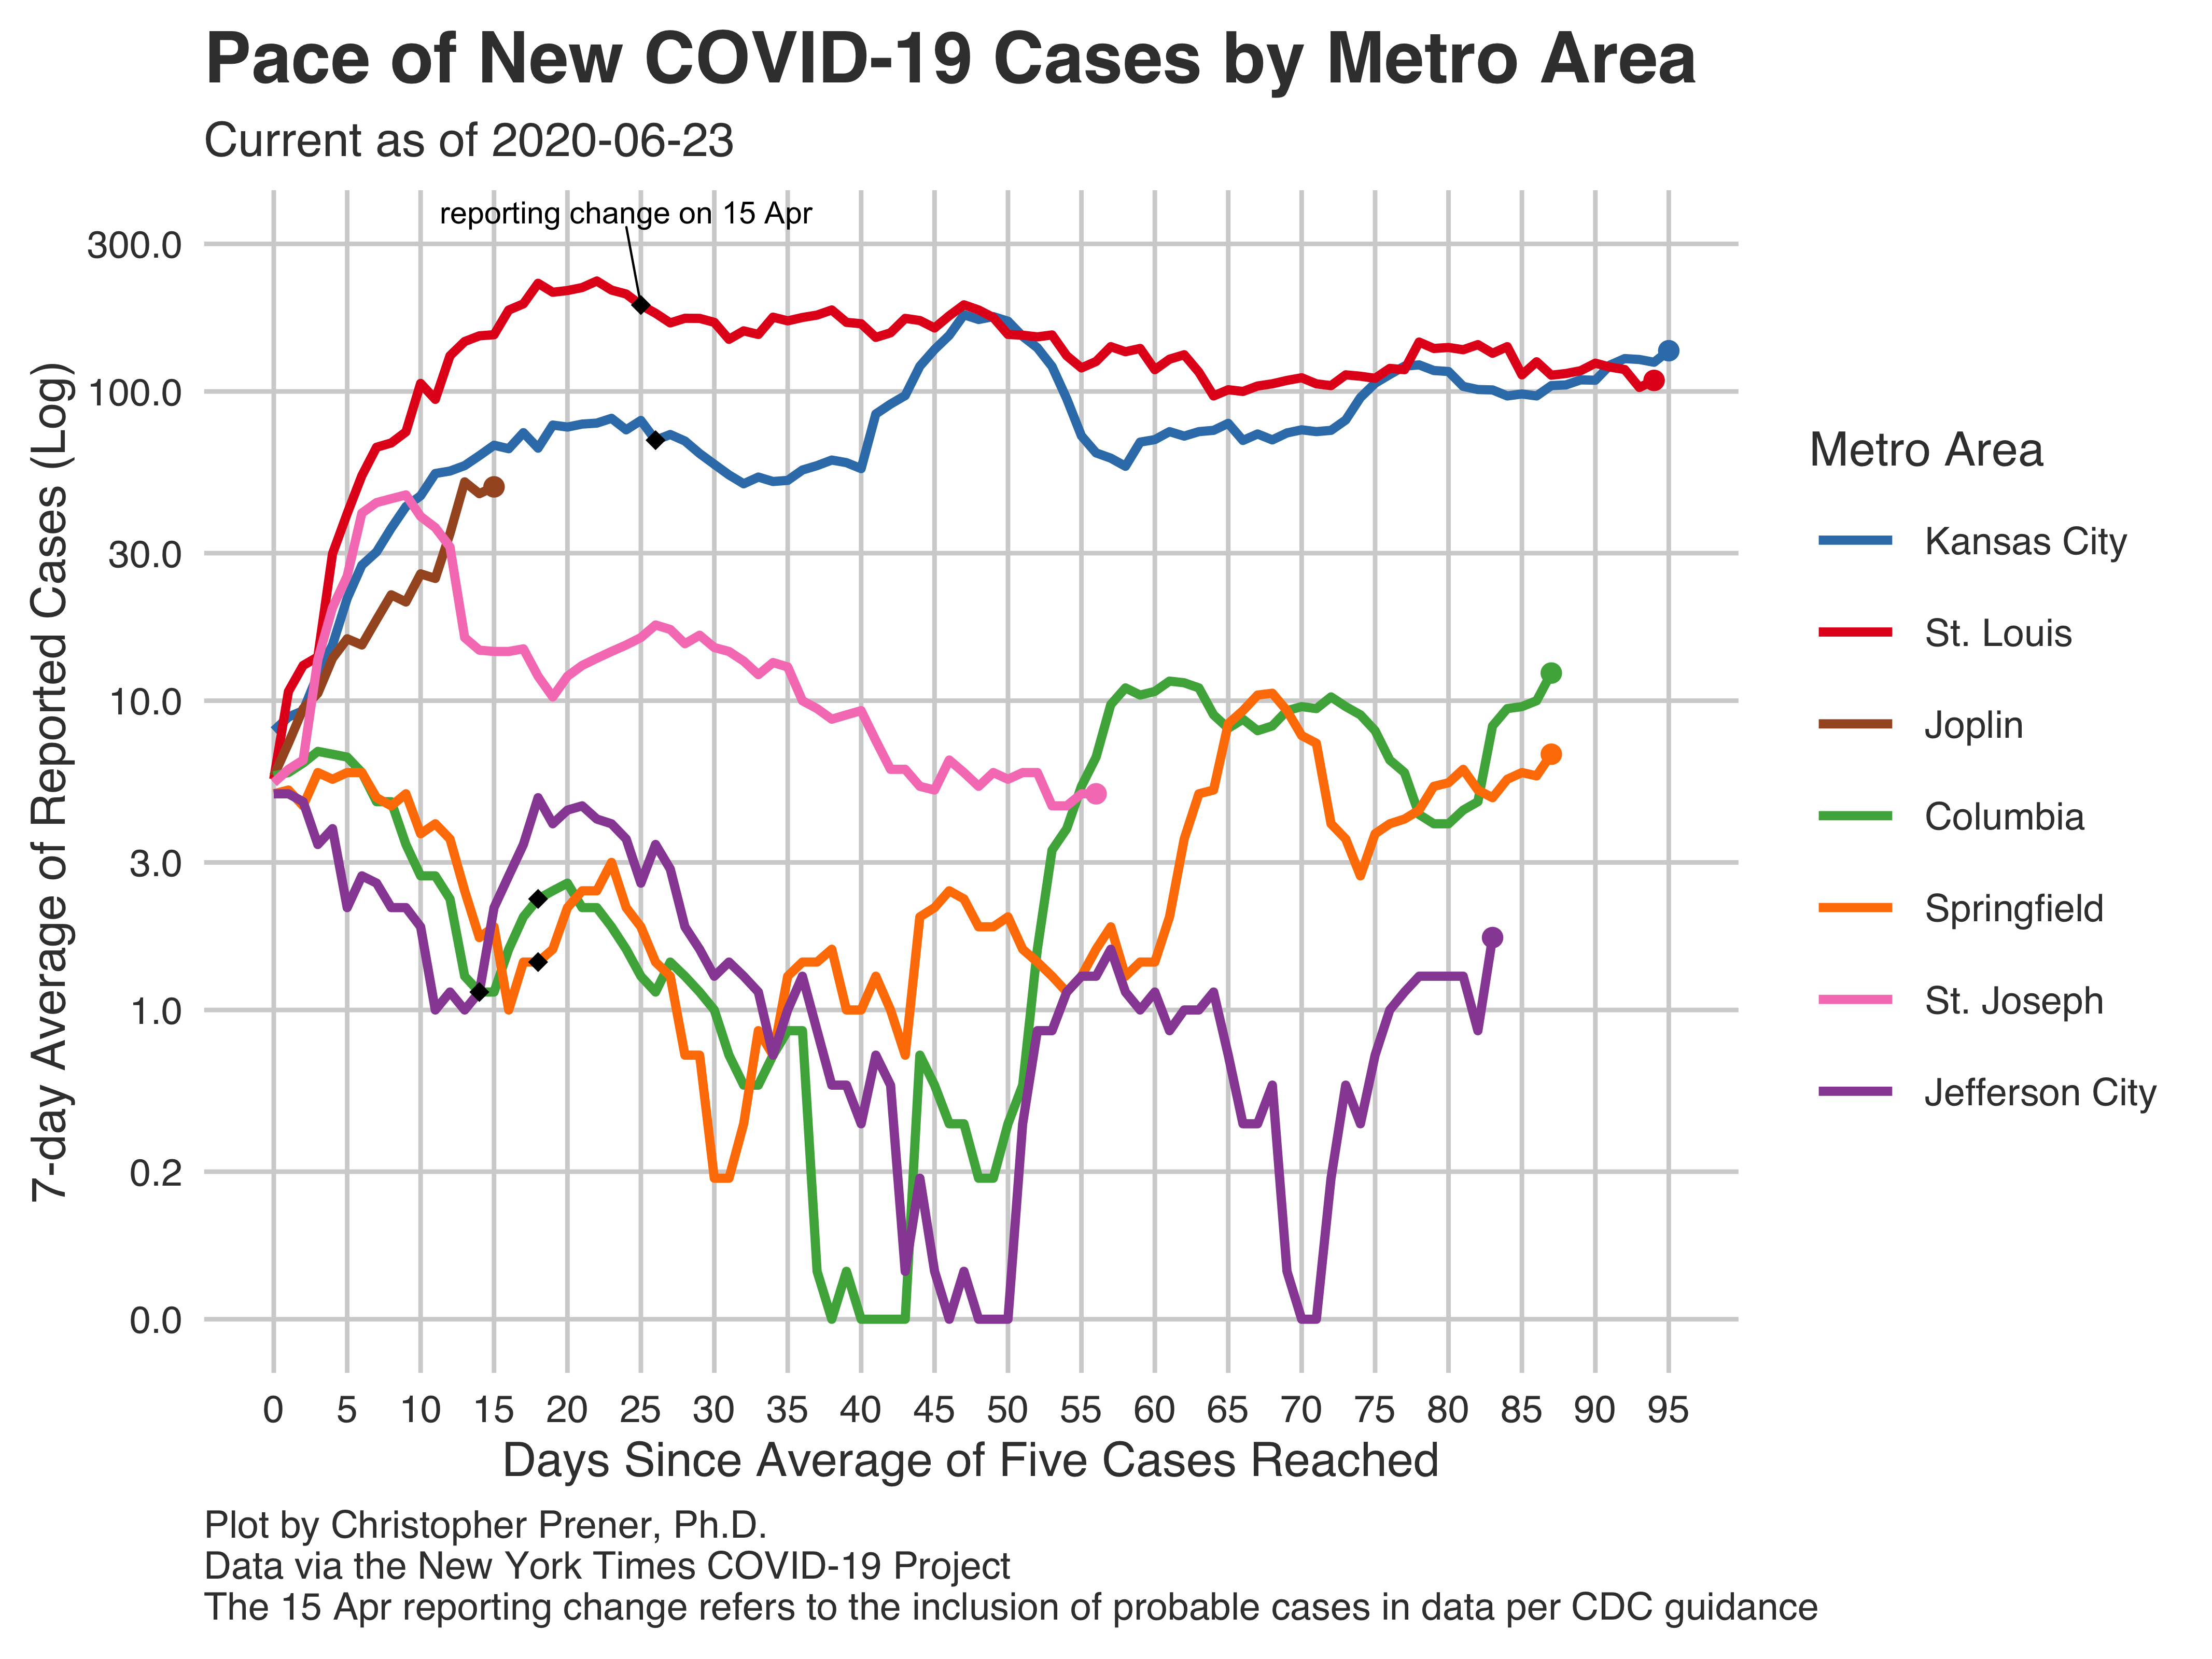 Pace of New COVID-19 Cases by Metro Area
Current as of 2020-06-23
reporting change on 15 Apr
7-day Average of Reported Cases (Log)
300.0
100.0
30.0
10.0
3.0
1.0
0.2
0.0
0 5 10 15 20 25 30 35 40 45 50 55 60 65 70 75 80 85 90 95
Days Since Average of Five Cases Reached
Metro Area
Kansas City
St. Louis
Joplin
Columbia
Springfield
St. Joseph
Jefferson City
Plot by Christopher Prener, Ph.D.
Data via the New York Times COVID-19 Project
The 15 Apr reporting change refers to the inclusion of probable cases in data per CDC guidance